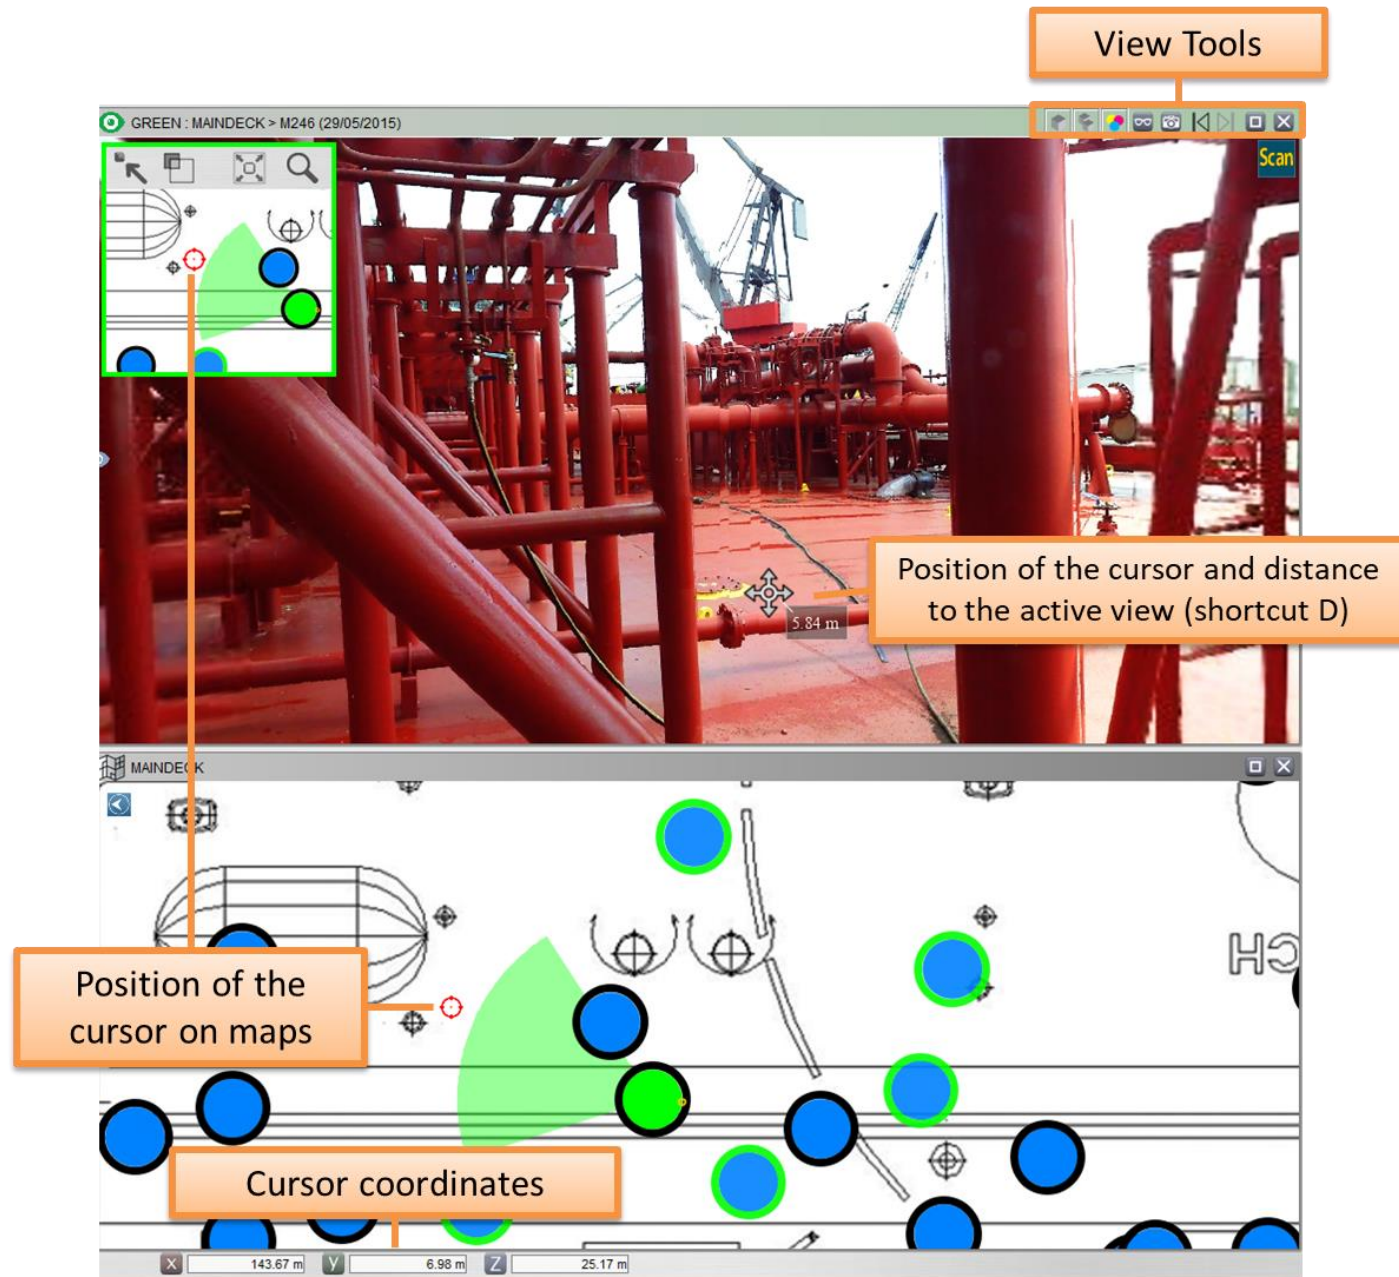 View Tools
GREEN : MAINDECK > M246 (29/05/2015)
Scan
Position of the cursor and distance
to the active view (shortcut D)
5.84 m
MAINDECK
CH
Position of the
cursor on maps
Cursor coordinates
X 143.67 m Y 6.98 m Z 25.17 m